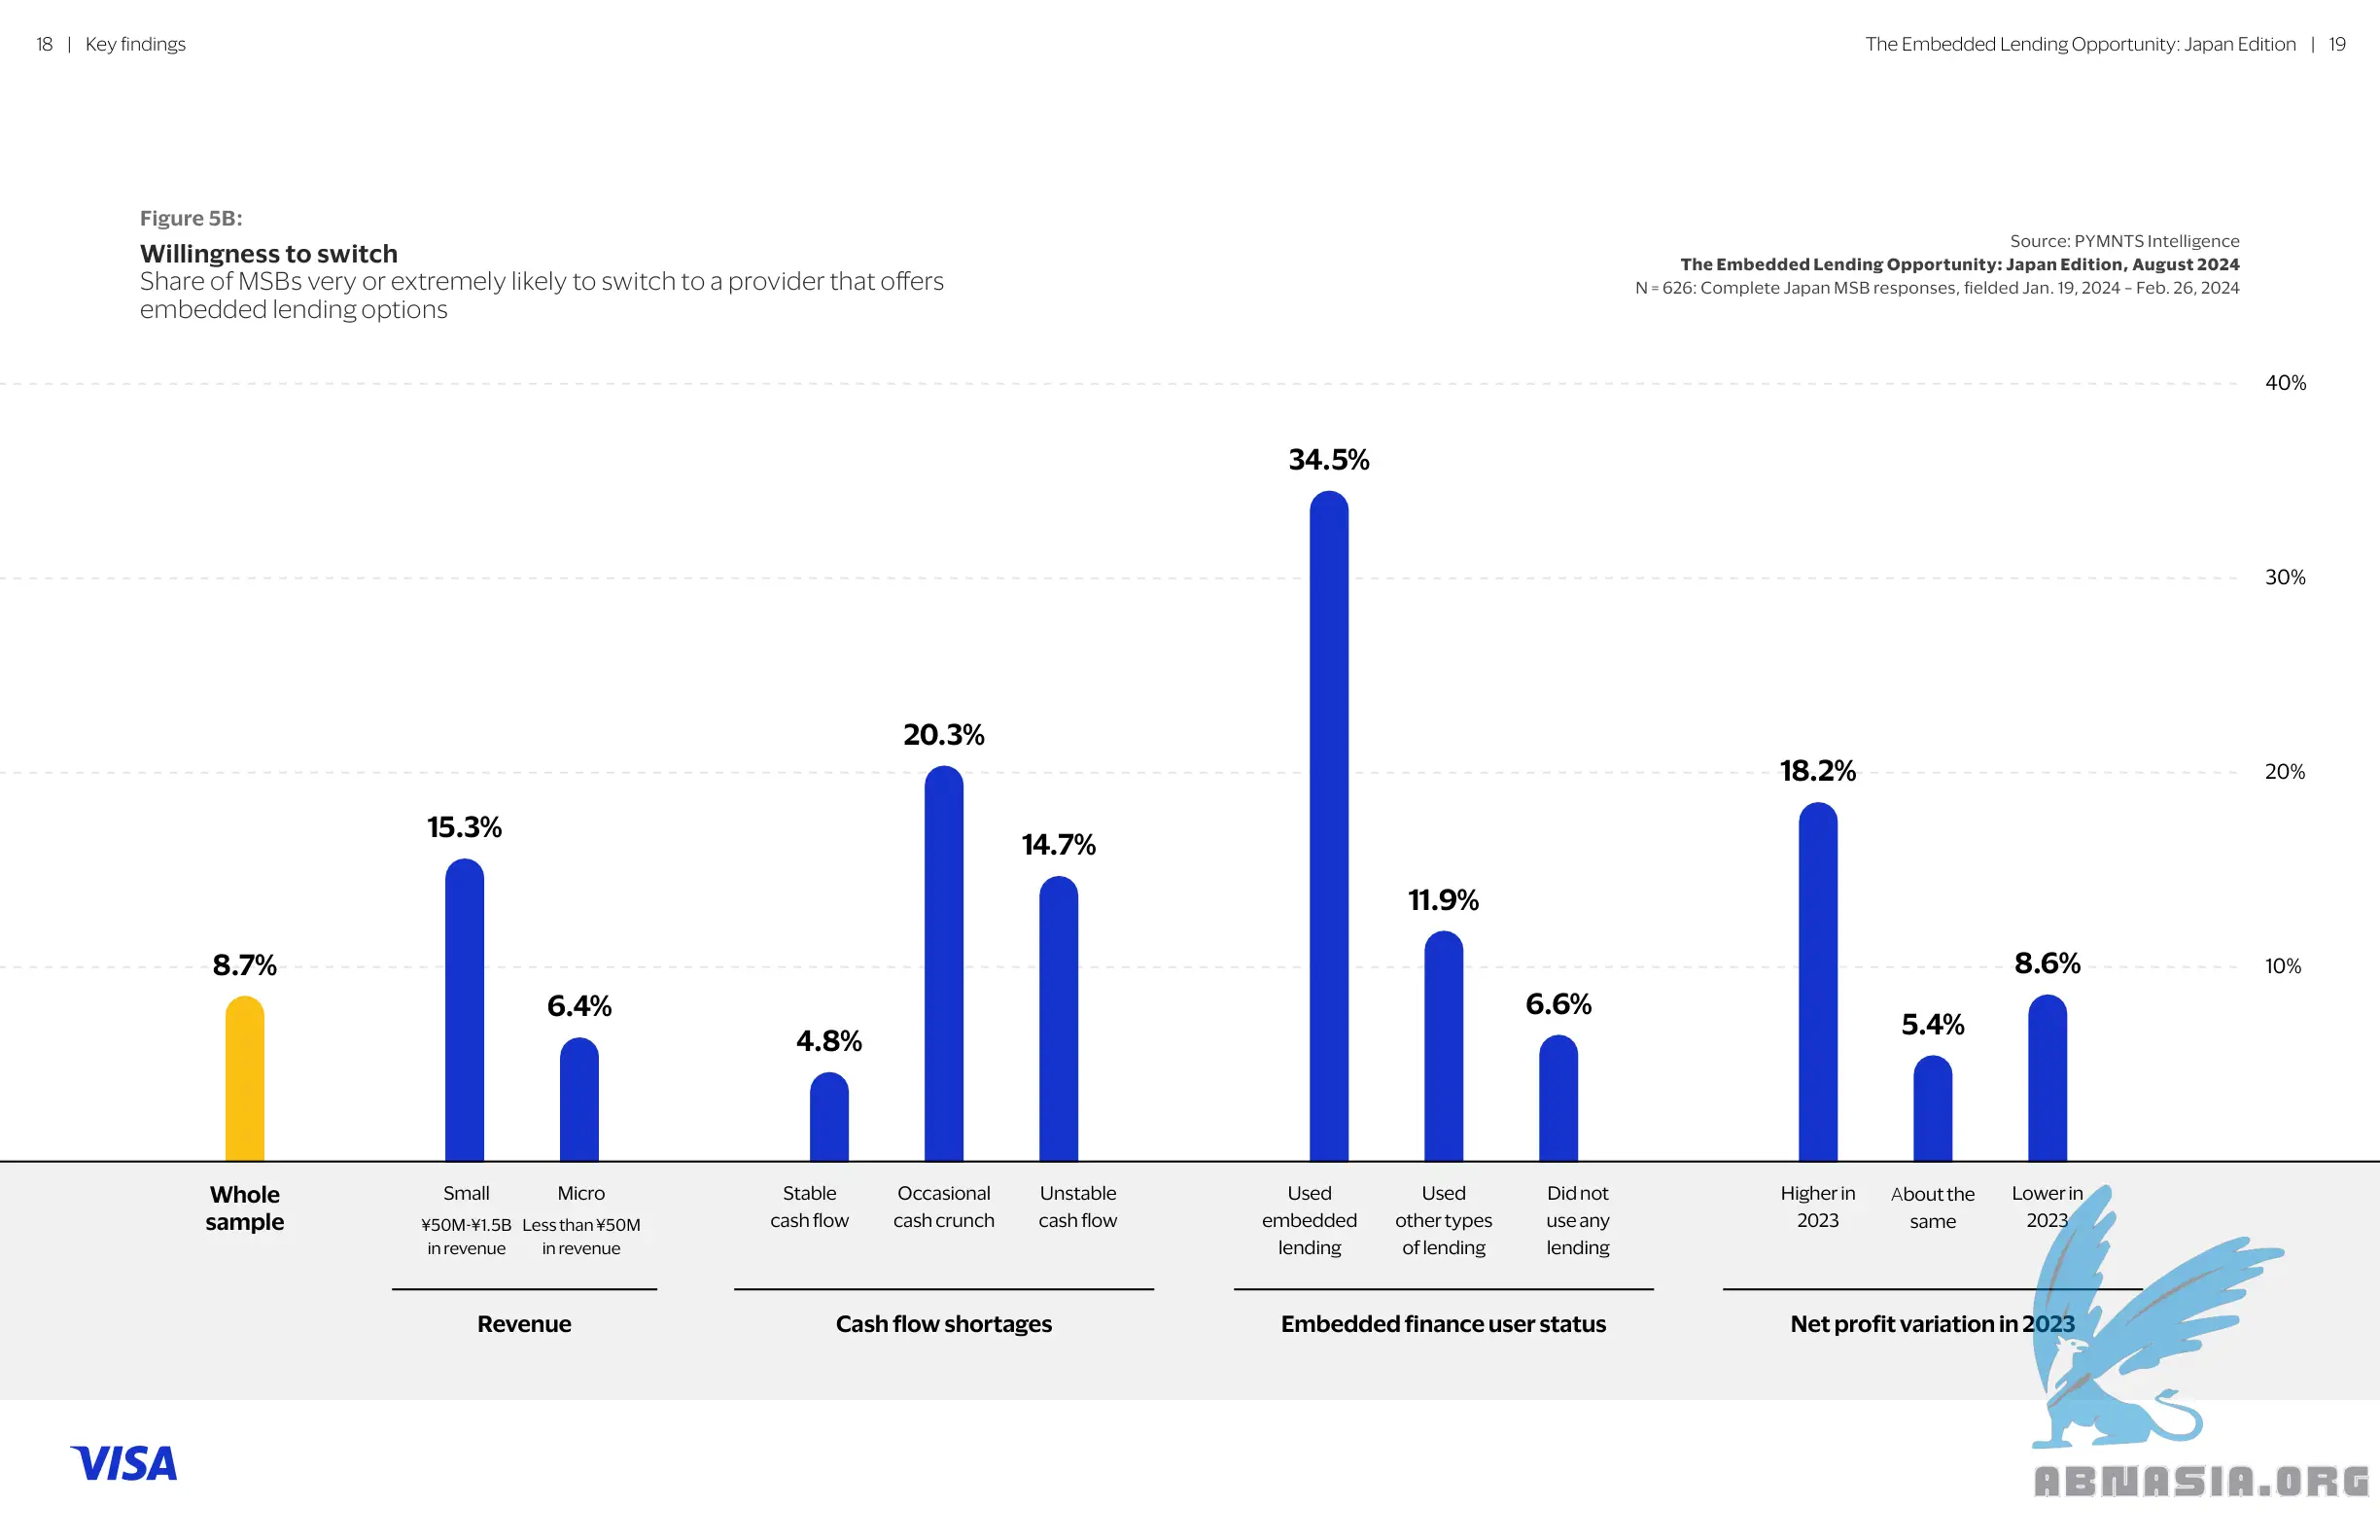 18 | Key findings
The Embedded Lending Opportunity: Japan Edition | 19
Figure 5B:
Willingness to switch
Share of MSBs very or extremely likely to switch to a provider that offers
embedded lending options
Source: PYMNTS Intelligence
The Embedded Lending Opportunity: Japan Edition, August 2024
N = 626: Complete Japan MSB responses, fielded Jan. 19, 2024 – Feb. 26, 2024
40%
30%
20%
10%
8.7%
15.3%
6.4%
4.8%
20.3%
14.7%
34.5%
11.9%
6.6%
18.2%
5.4%
8.6%
Whole
sample
Small
¥50M-¥1.5B
in revenue
Micro
Less than ¥50M
in revenue
Revenue
Stable
cash flow
Occasional
cash crunch
Unstable
cash flow
Cash flow shortages
Used
embedded
lending
Used
other types
of lending
Did not
use any
lending
Embedded finance user status
Higher in
2023
About the
same
Lower in
2023
Net profit variation in 2023
VISA
ABNASIA.ORG